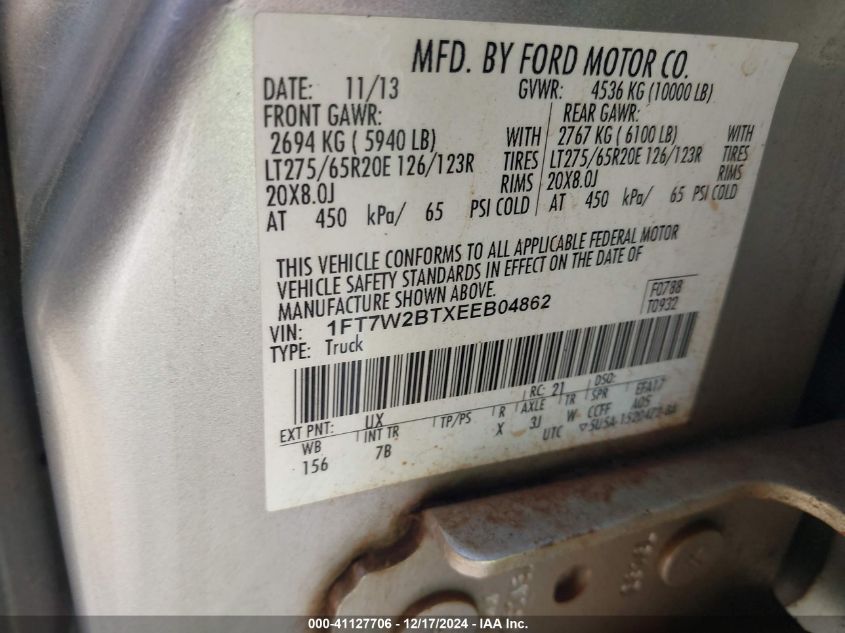 MFD. BY FORD MOTOR CO.
DATE: 11/13 GVWR: 4536 KG (10000 LB)
FRONT GAWR: REAR GAWR:
2694 KG ( 5940 LB) WITH 2767 KG ( 6100 LB) WITH
LT275/65R20E 126/123R TIRES LT275/65R20E 126/123R TIRES
20X8.0J RIMS 20X8.0J RIMS
AT 450 kPa/ 65 PSI COLD AT 450 kPa/ 65 PSI COLD
THIS VEHICLE CONFORMS TO ALL APPLICABLE FEDERAL MOTOR
VEHICLE SAFETY STANDARDS IN EFFECT ON THE DATE OF
MANUFACTURE SHOWN ABOVE.
VIN: 1FT7W2BTXEEB04862 F0788
TYPE: Truck T0932
EXT PNT: UX RC: 21 DSO:
WB INT TR TP/PS R AXLE TR SPR EFA17
156 7B X 3J W CCFF A05
UTC
000-41127706 - 12/17/2024 - IAA Inc.